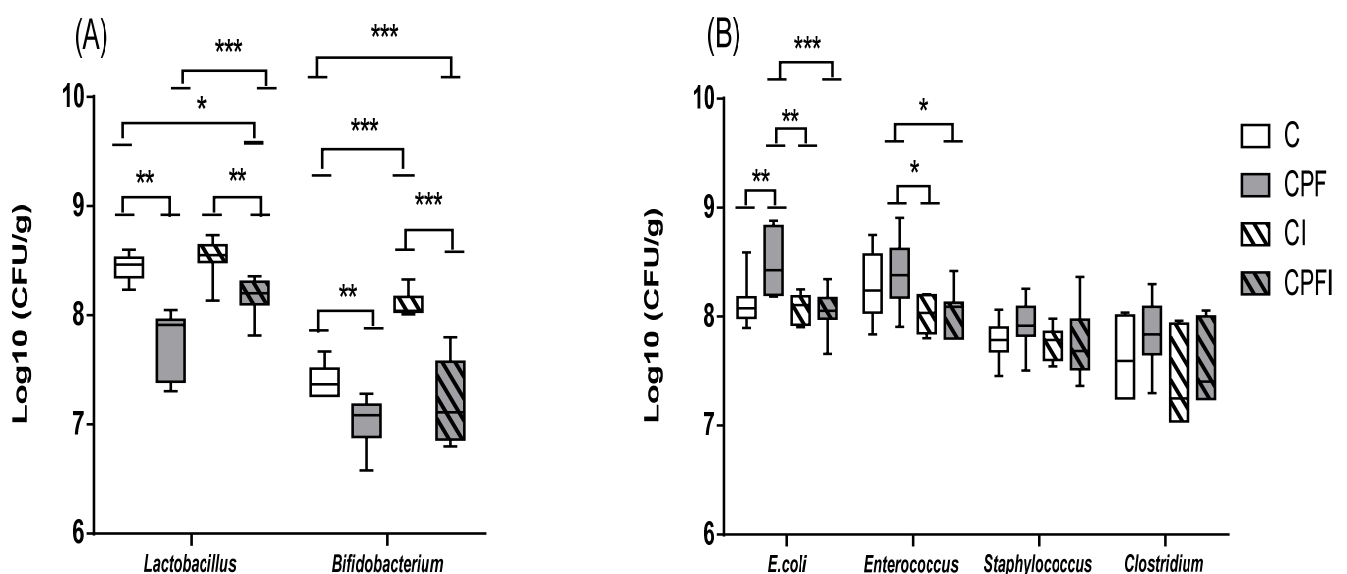 (A)
***
***
*
***
**
**
***
**
10
9
8
7
6
Log10 (CFU/g)
Lactobacillus
Bifidobacterium
(B)
***
**
*
**
*
10
9
8
7
6
Log10 (CFU/g)
E.coli
Enterococcus
Staphylococcus
Clostridium
C
CPF
CI
CPFI